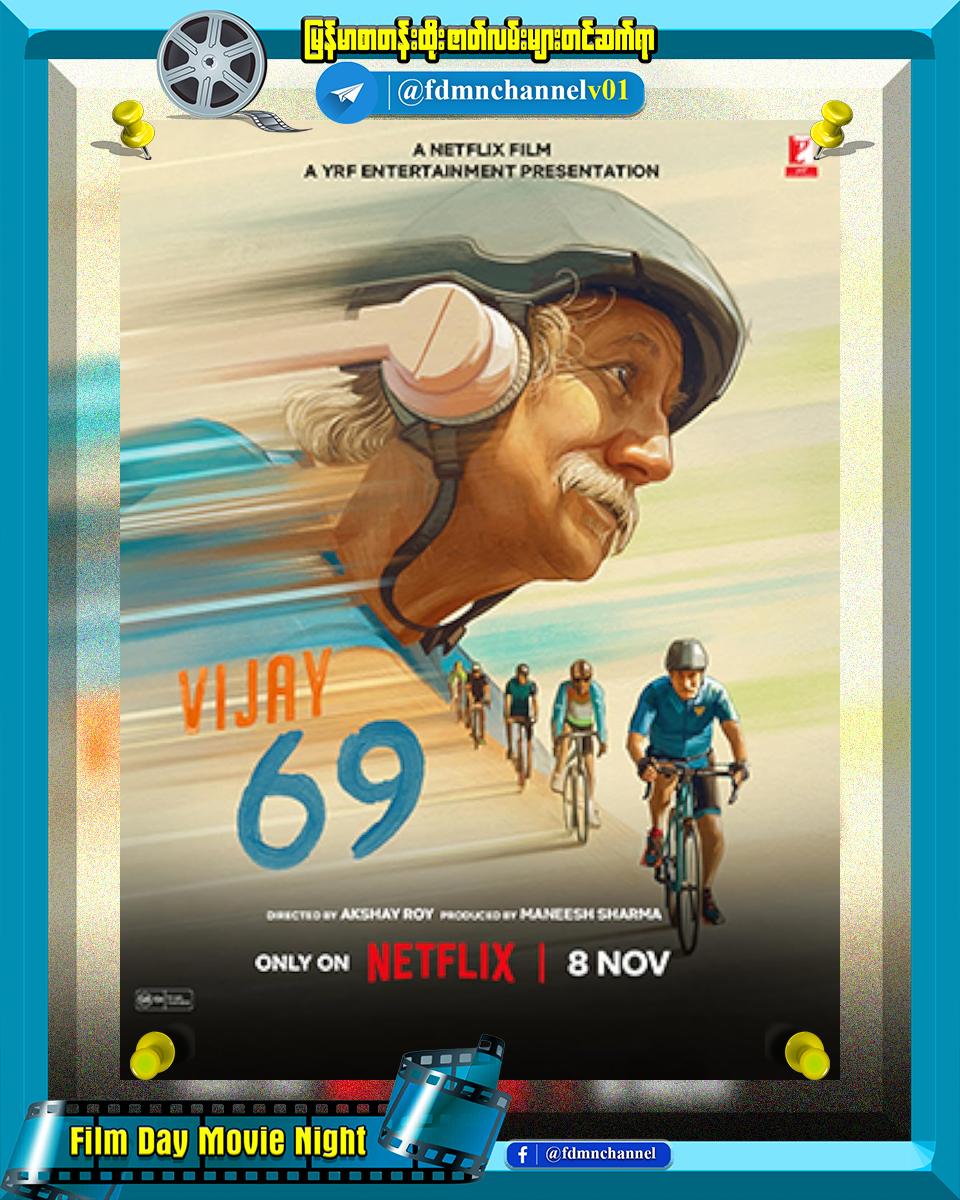 မြန်မာစာတန်းထိုးဇာတ်လမ်းများတင်ဆက်ရာ
@fdmnchannelv01
A NETFLIX FILM
A YRF ENTERTAINMENT PRESENTATION
VIJAY
69
DIRECTED BY AKSHAY ROY PRODUCED BY MANEESH SHARMA
ONLY ON NETFLIX | 8 NOV
Film Day Movie Night
f @fdmnchannel